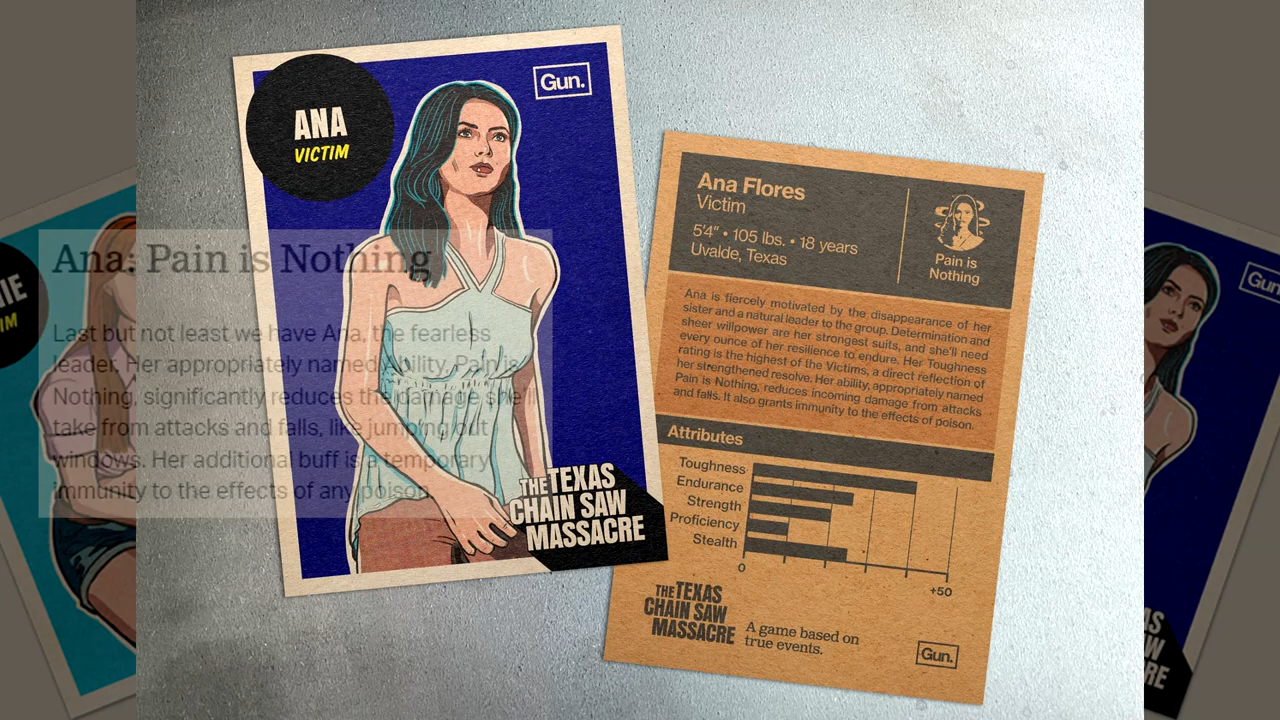 ANA
VICTIM
Gun.
THE TEXAS
CHAIN SAW
MASSACRE
Ana: Pain is Nothing
Last but not least we have Ana, the fearless
leader. Her appropriately named ability, Pain is
Nothing, significantly reduces the damage she'll
take from attacks and falls, like jumping out
windows. Her additional buff is a temporary
immunity to the effects of any poison.
Ana Flores
Victim
5'4" • 105 lbs. • 18 years
Uvalde, Texas
Pain is
Nothing
Ana is fiercely motivated by the disappearance of her
sister and a natural leader to the group. Determination and
sheer willpower are her strongest suits, and she'll need
every ounce of her resilience to endure. Her Toughness
rating is the highest of the Victims, a direct reflection of
her strengthened resolve. Her ability, appropriately named
Pain is Nothing, reduces incoming damage from attacks
and falls. It also grants immunity to the effects of poison.
Attributes
Toughness
Endurance
Strength
Proficiency
Stealth
0
+50
THE TEXAS
CHAIN SAW
MASSACRE
A game based on
true events.
Gun.
Gun